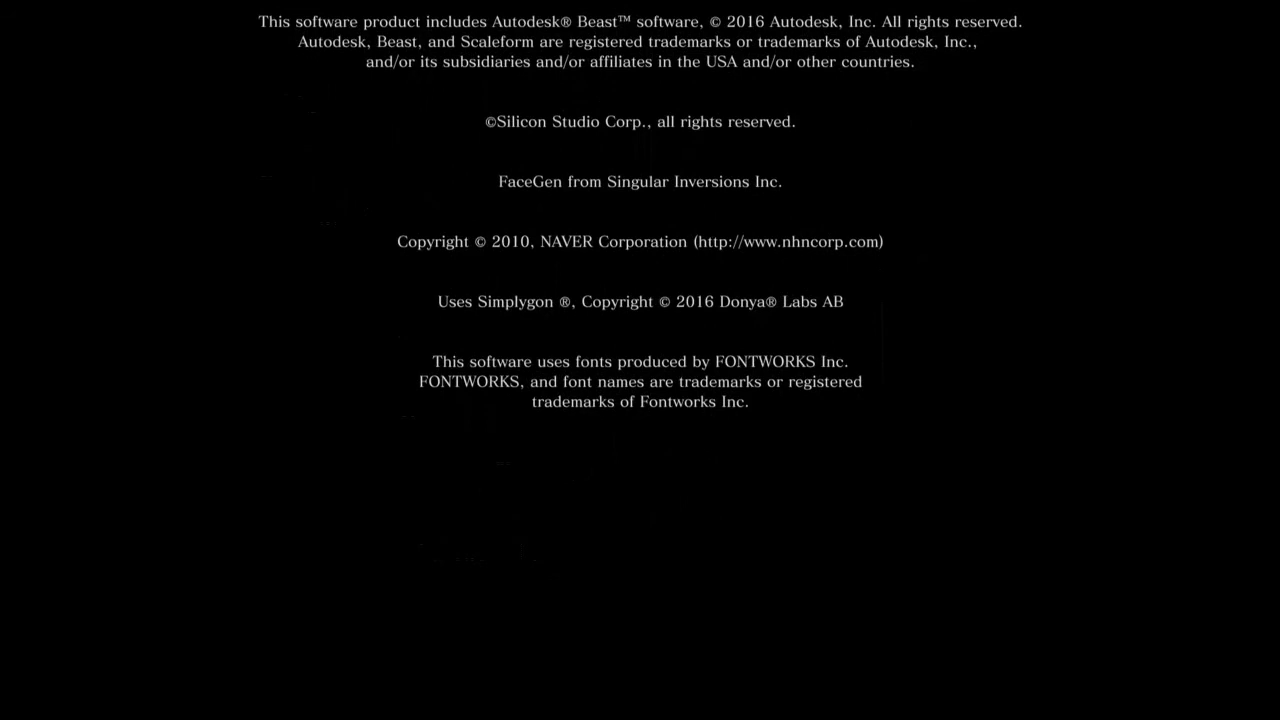 This software product includes Autodesk® Beast™ software, © 2016 Autodesk, Inc. All rights reserved.
Autodesk, Beast, and Scaleform are registered trademarks or trademarks of Autodesk, Inc.,
and/or its subsidiaries and/or affiliates in the USA and/or other countries.
©Silicon Studio Corp., all rights reserved.
FaceGen from Singular Inversions Inc.
Copyright © 2010, NAVER Corporation (http://www.nhncorp.com)
Uses Simplygon ®, Copyright © 2016 Donya® Labs AB
This software uses fonts produced by FONTWORKS Inc.
FONTWORKS, and font names are trademarks or registered
trademarks of Fontworks Inc.